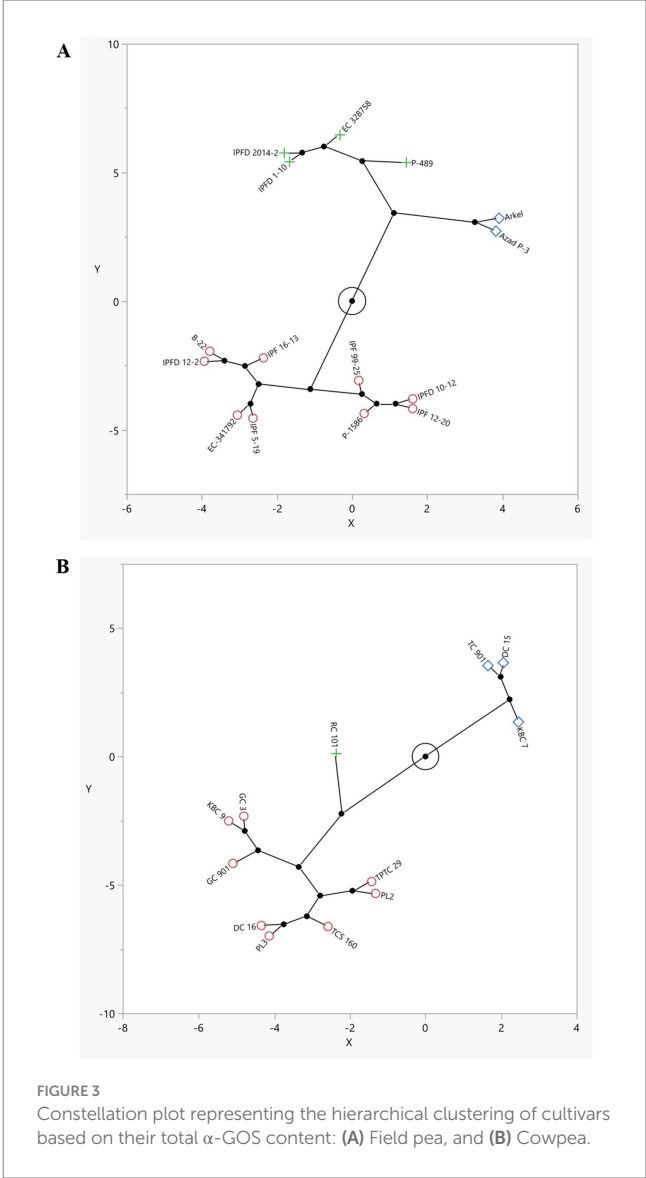 A
10
5
0
-5
Y
-6
-4
-2
0
2
4
6
X
EC 328758
IPFD 2014-2
IPFD 1-10
P-489
Arkel
Azad P-3
B-22
IPF 16-13
IPFD 12-2
IPF 99-25
IPFD 10-12
IPF 12-20
P-1586
EC-341792
IPF 5-19
B
5
0
-5
-10
Y
-8
-6
-4
-2
0
2
4
X
TC 901
DC 15
KBC 7
RC 101
KBC 9
GC 3
GC 901
TPTC 29
PL2
DC 16
PL3
TCS 160
FIGURE 3
Constellation plot representing the hierarchical clustering of cultivars
based on their total α-GOS content: (A) Field pea, and (B) Cowpea.